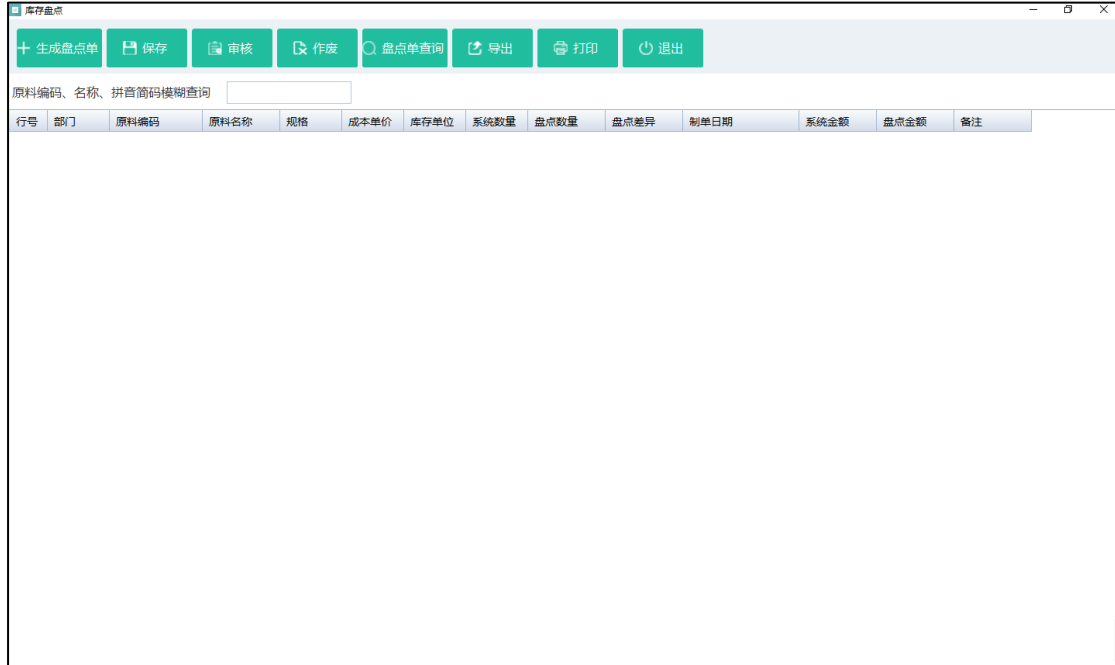 库存盘点
生成盘点单 保存 审核 作废 盘点单查询 导出 打印 退出
原料编码、名称、拼音简码模糊查询
行号 部门 原料编码 原料名称 规格 成本单价 库存单位 系统数量 盘点数量 盘点差异 制单日期 系统金额 盘点金额 备注